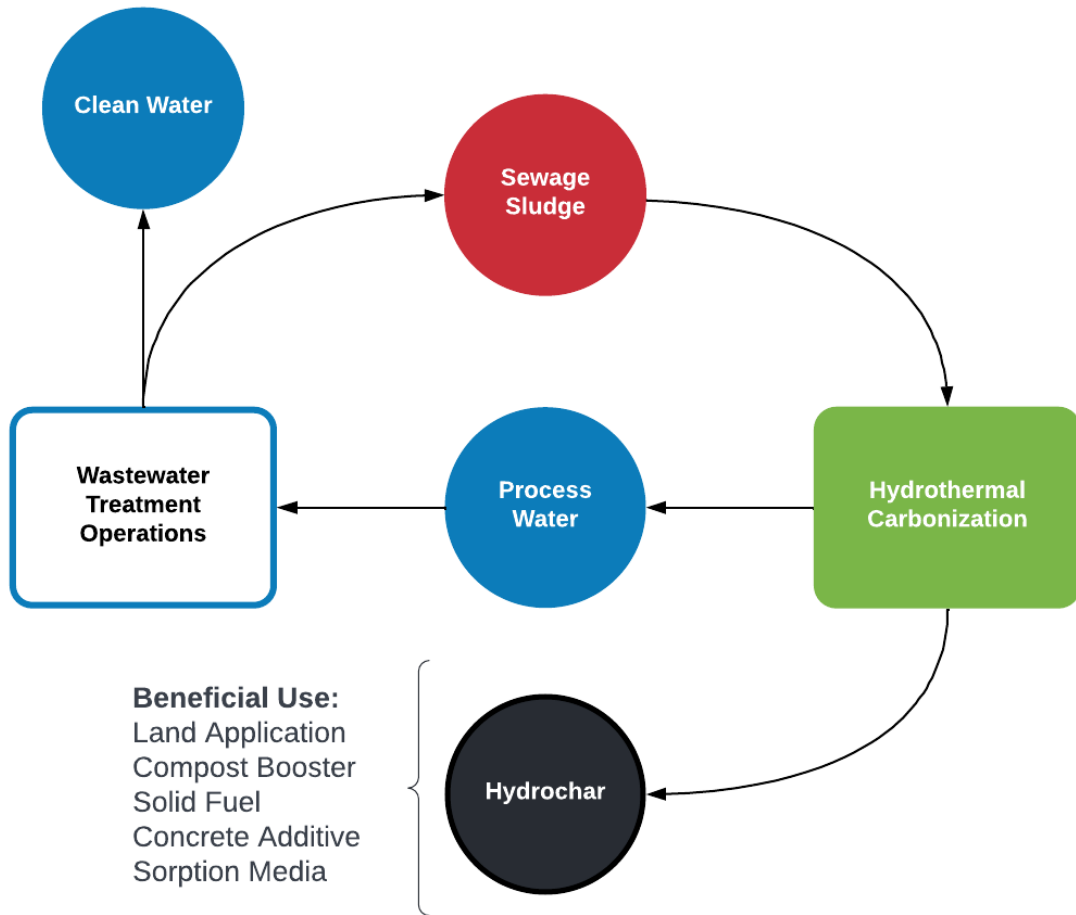 Clean Water
Sewage
Sludge
Wastewater
Treatment
Operations
Process
Water
Hydrothermal
Carbonization
Beneficial Use:
Land Application
Compost Booster
Solid Fuel
Concrete Additive
Sorption Media
Hydrochar